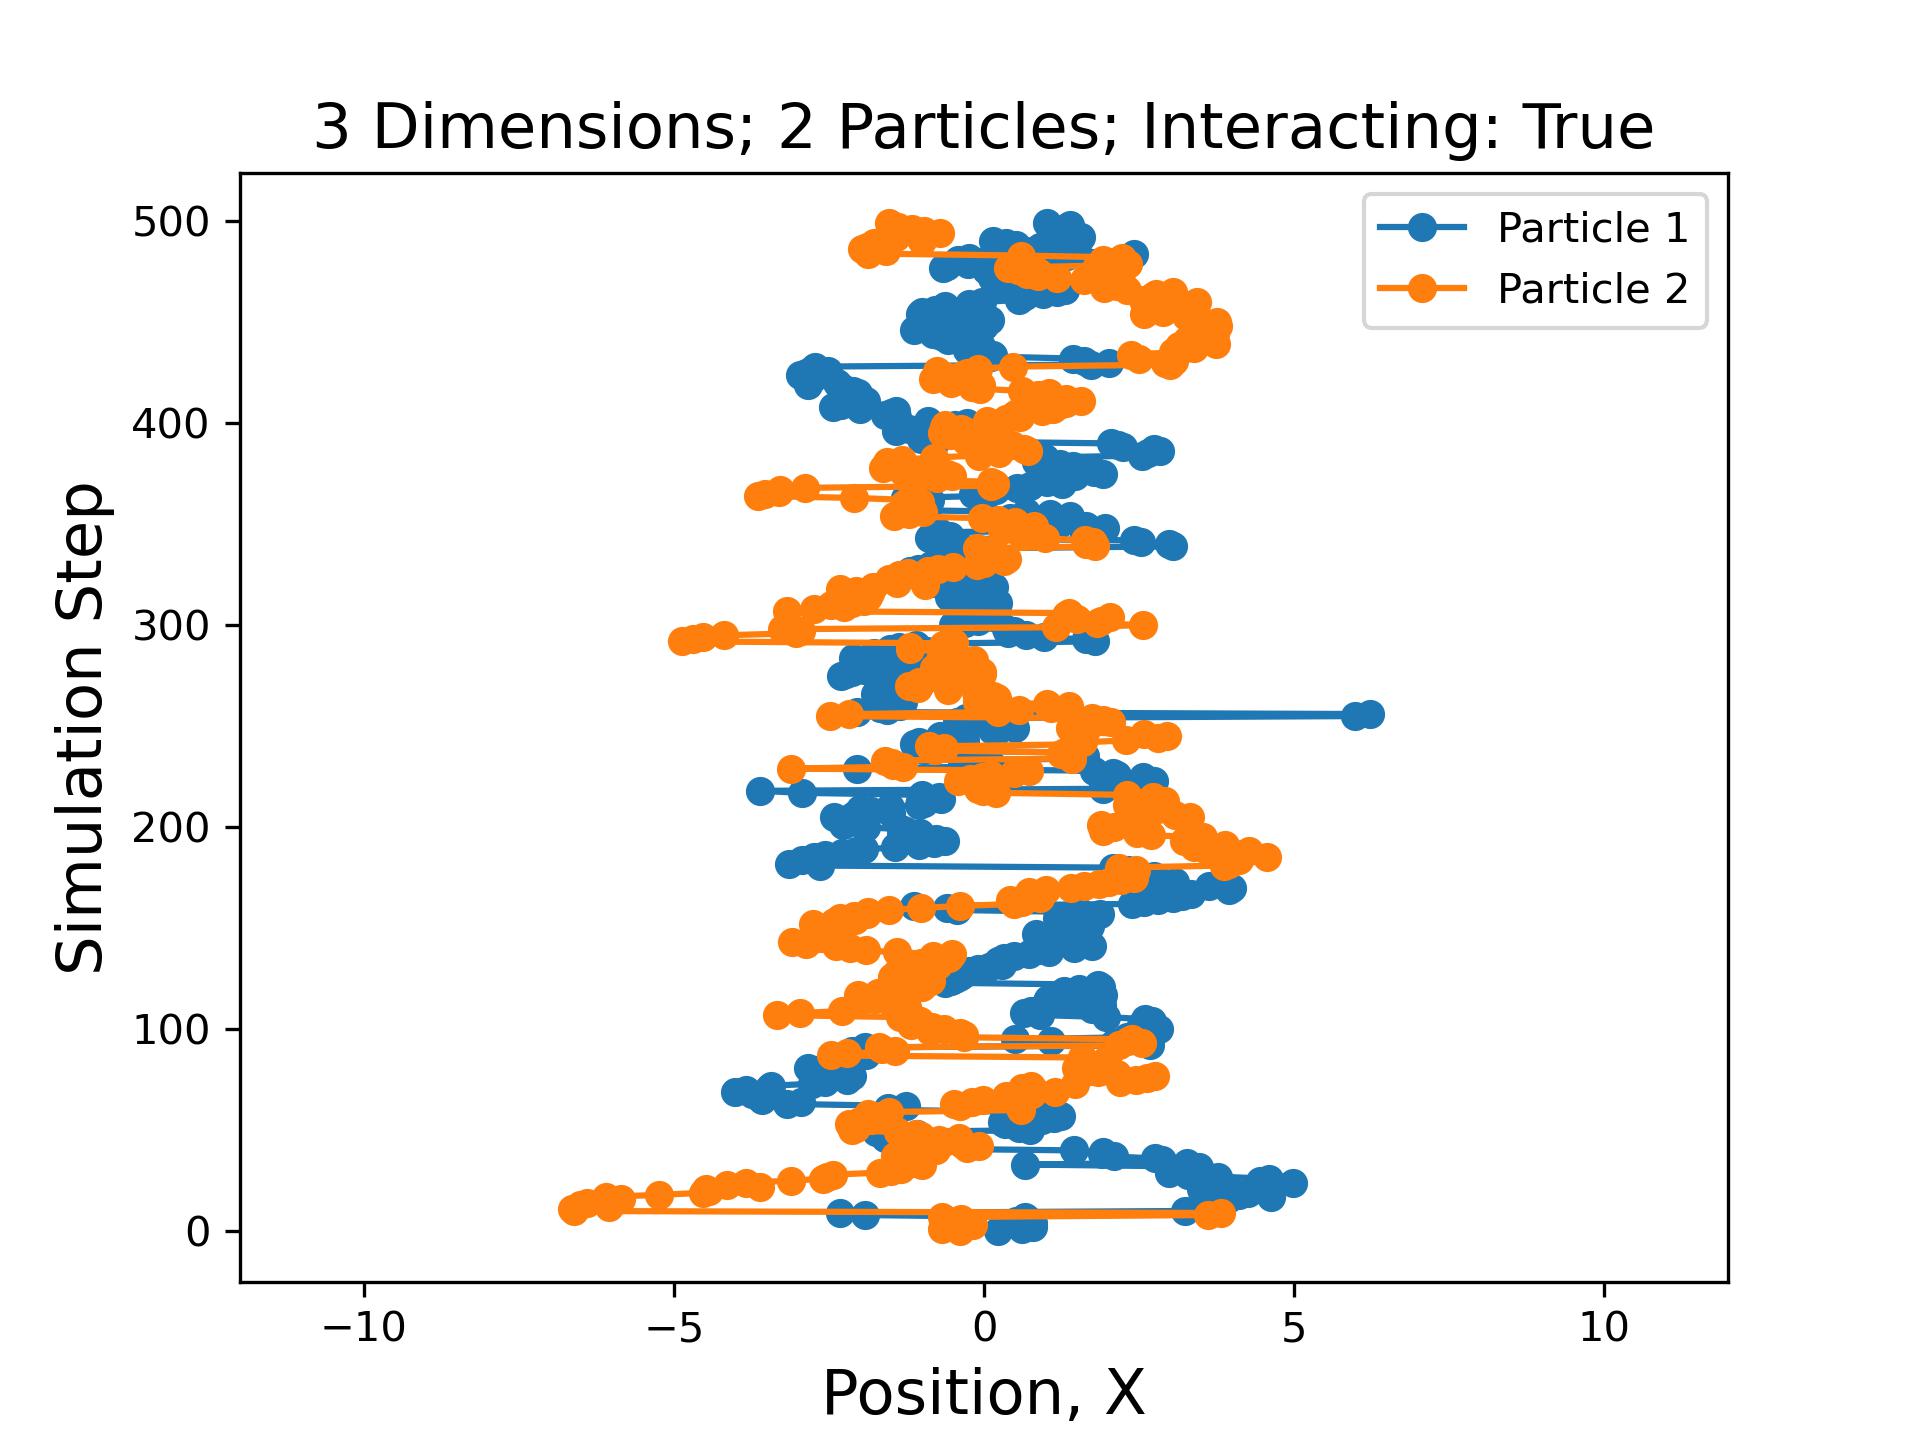 3 Dimensions; 2 Particles; Interacting: True
Particle 1
Particle 2
Simulation Step
500
400
300
200
100
0
−10
−5
0
5
10
Position, X